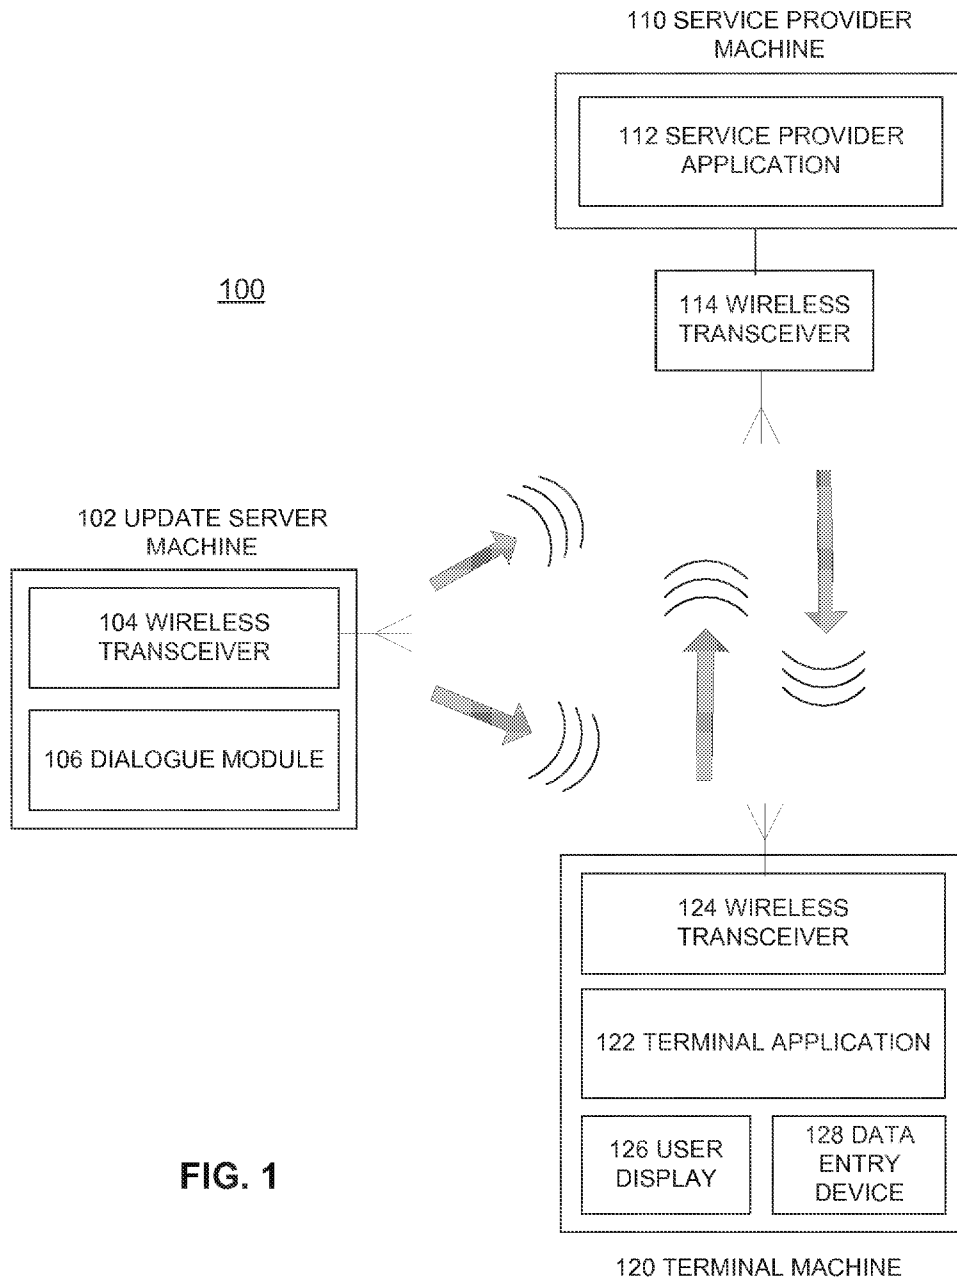 110 SERVICE PROVIDER
MACHINE
112 SERVICE PROVIDER
APPLICATION
100
114 WIRELESS
TRANSCEIVER
102 UPDATE SERVER
MACHINE
104 WIRELESS
TRANSCEIVER
106 DIALOGUE MODULE
124 WIRELESS
TRANSCEIVER
122 TERMINAL APPLICATION
126 USER
DISPLAY
128 DATA
ENTRY
DEVICE
FIG. 1
120 TERMINAL MACHINE